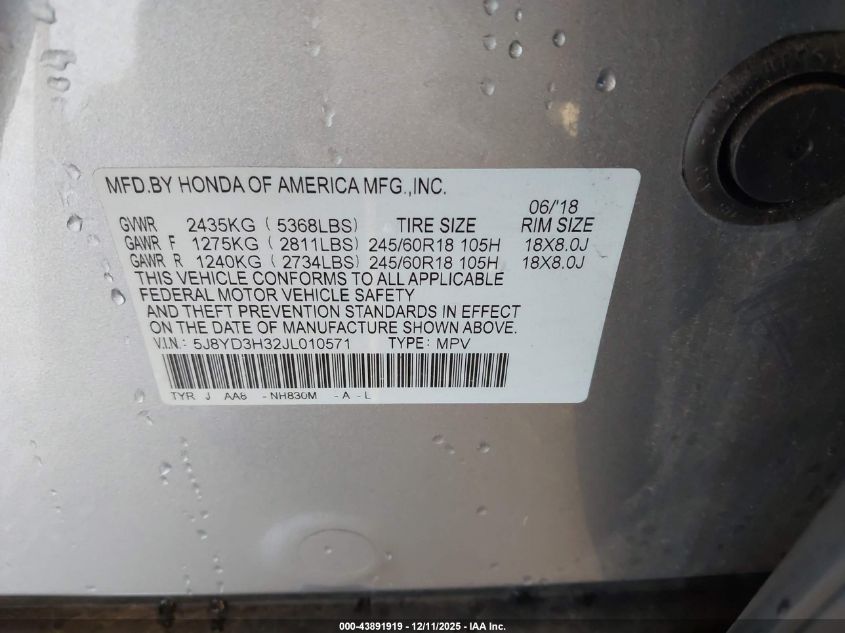 MFD.BY HONDA OF AMERICA MFG.,INC.
06/'18
GVWR 2435KG ( 5368LBS) TIRE SIZE RIM SIZE
GAWR F 1275KG ( 2811LBS) 245/60R18 105H 18X8.0J
GAWR R 1240KG ( 2734LBS) 245/60R18 105H 18X8.0J
THIS VEHICLE CONFORMS TO ALL APPLICABLE
FEDERAL MOTOR VEHICLE SAFETY
AND THEFT PREVENTION STANDARDS IN EFFECT
ON THE DATE OF MANUFACTURE SHOWN ABOVE.
V.I.N.: 5J8YD3H32JL010571 TYPE: MPV
TYR J AA6 -NH830M -A-L
000-43891919 - 12/11/2025 - IAA Inc.